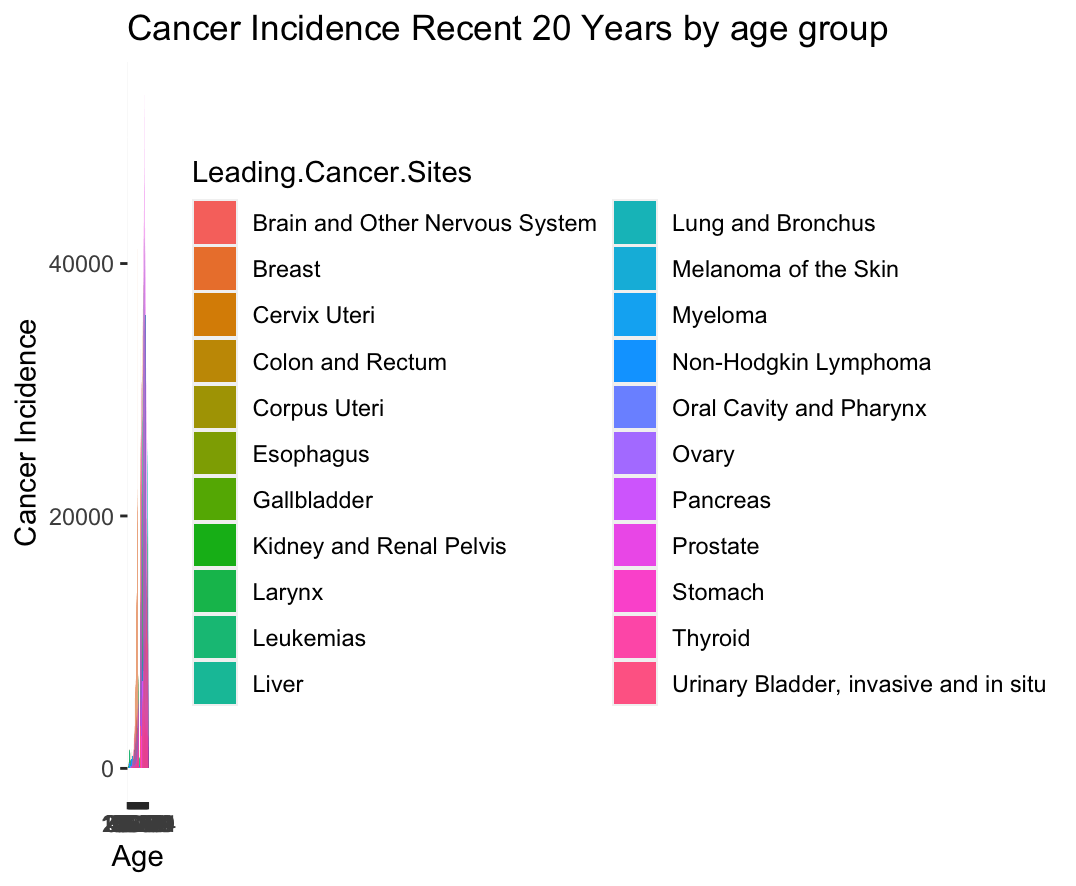 Cancer Incidence Recent 20 Years by age group
Cancer Incidence
40000
20000
0
Age
Leading.Cancer.Sites
Brain and Other Nervous System
Breast
Cervix Uteri
Colon and Rectum
Corpus Uteri
Esophagus
Gallbladder
Kidney and Renal Pelvis
Larynx
Leukemias
Liver
Lung and Bronchus
Melanoma of the Skin
Myeloma
Non-Hodgkin Lymphoma
Oral Cavity and Pharynx
Ovary
Pancreas
Prostate
Stomach
Thyroid
Urinary Bladder, invasive and in situ